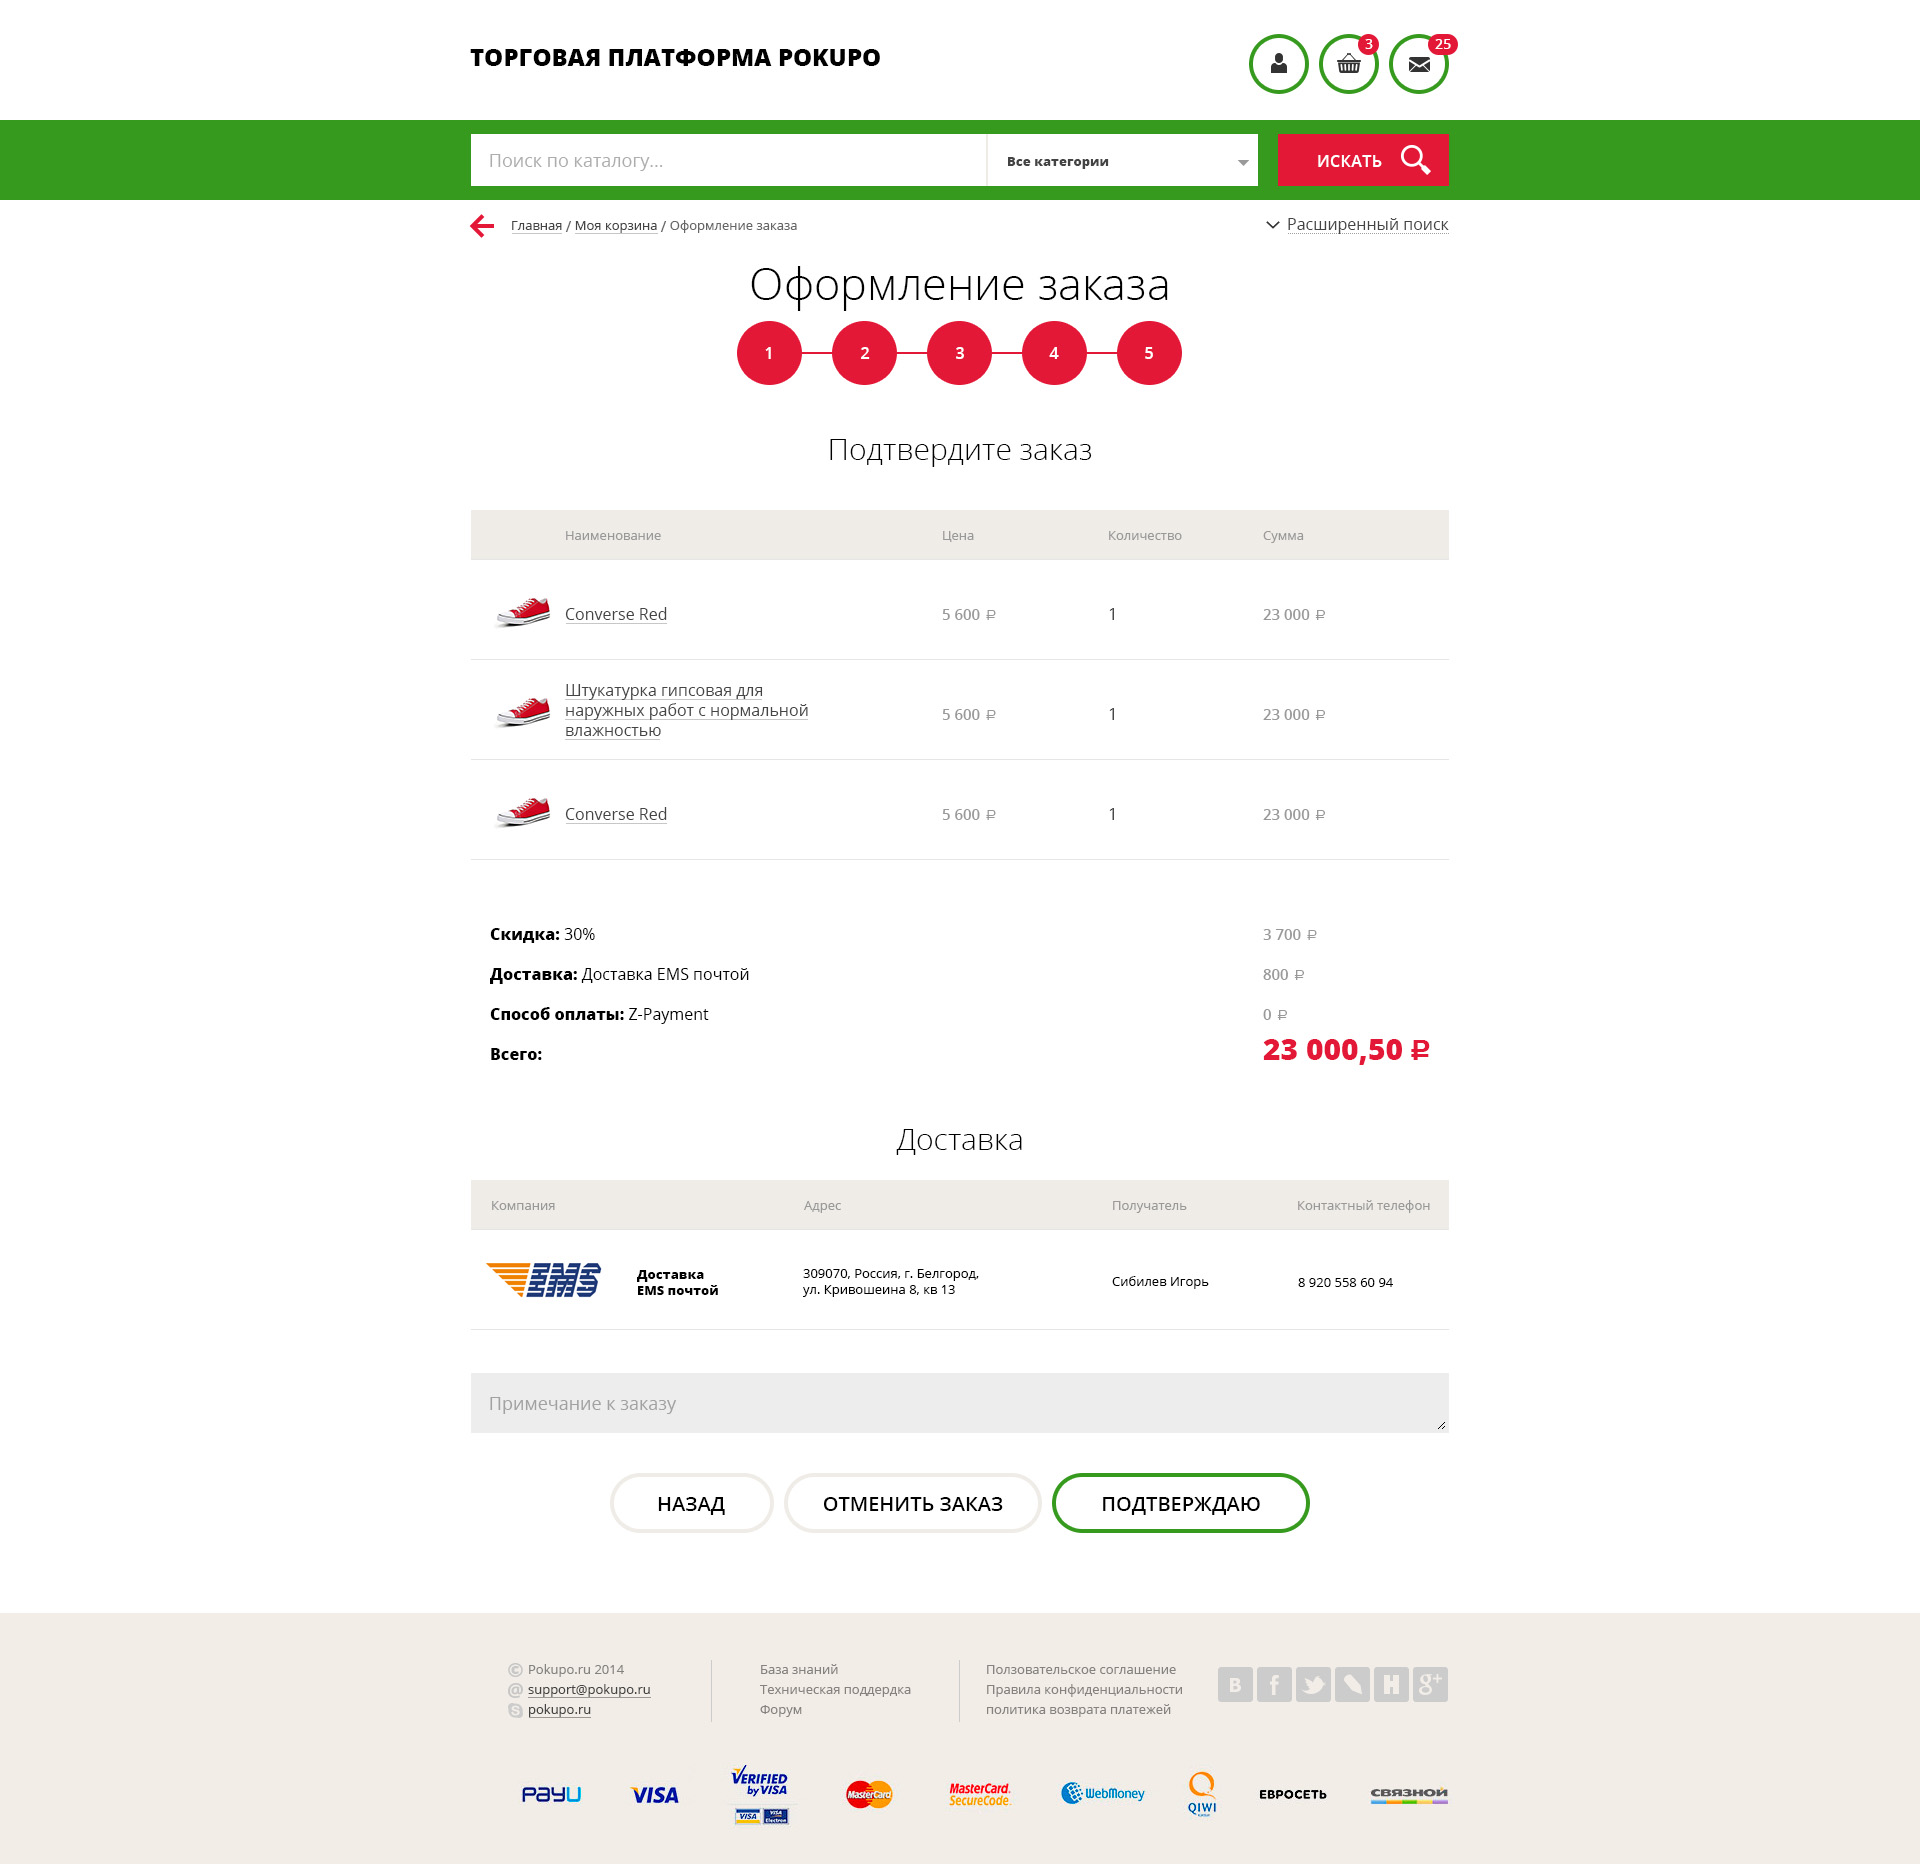 ТОРГОВАЯ ПЛАТФОРМА POKUPO
3
25
Поиск по каталогу...
Все категории
ИСКАТЬ
Главная / Моя корзина / Оформление заказа
Расширенный поиск
Оформление заказа
1 2 3 4 5
Подтвердите заказ
Наименование Цена Количество Сумма
Converse Red 5 600 ₽ 1 23 000 ₽
Штукатурка гипсовая для
наружных работ с нормальной
влажностью
5 600 ₽ 1 23 000 ₽
Converse Red 5 600 ₽ 1 23 000 ₽
Скидка: 30% 3 700 ₽
Доставка: Доставка EMS почтой 800 ₽
Способ оплаты: Z-Payment 0 ₽
Всего: 23 000,50 ₽
Доставка
Компания Адрес Получатель Контактный телефон
EMS
Доставка
EMS почтой
309070, Россия, г. Белгород,
ул. Кривошеина 8, кв 13
Сибилев Игорь
8 920 558 60 94
Примечание к заказу
НАЗАД
ОТМЕНИТЬ ЗАКАЗ
ПОДТВЕРЖДАЮ
© Pokupo.ru 2014
@ support@pokupo.ru
S pokupo.ru
База знаний
Техническая поддердка
Форум
Ползовательское соглашение
Правила конфиденциальности
политика возврата платежей
B f H g+
PayU
VISA
VERIFIED
by VISA
VISA VISA Electron
MasterCard
MasterCard.
SecureCode.
WebMoney
QIWI
ЕВРОСЕТЬ
СВЯЗНОЙ